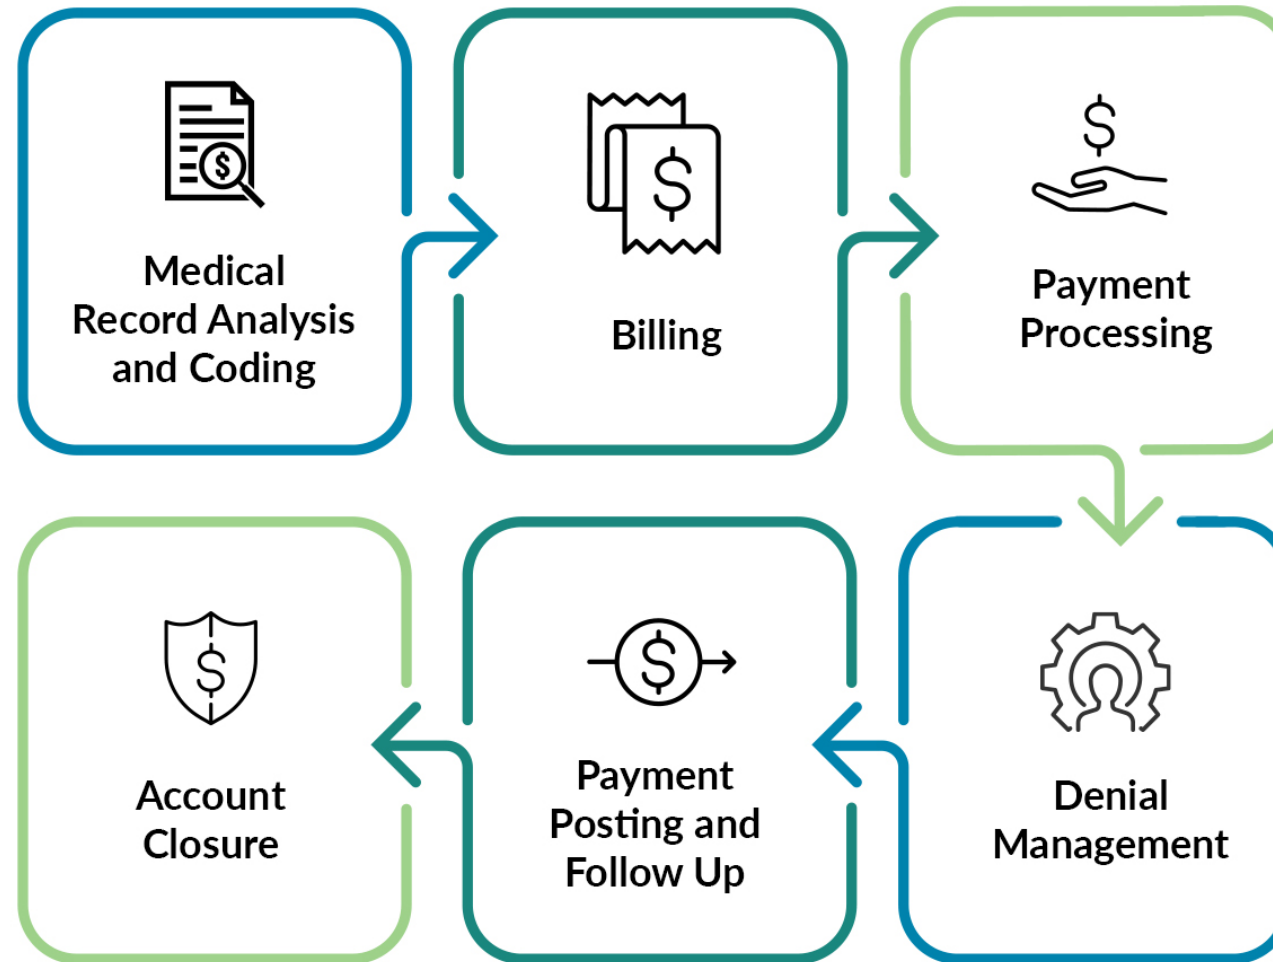 Medical
Record Analysis
and Coding
Billing
Payment
Processing
Denial
Management
Payment
Posting and
Follow Up
Account
Closure